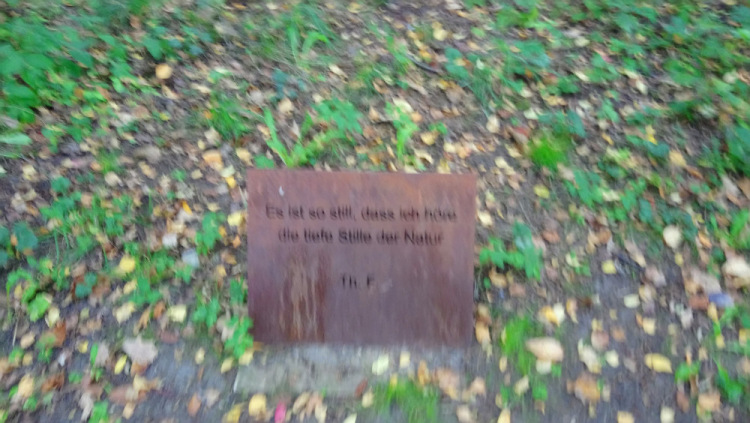 Es ist so still, dass ich höre
die tiefe Stille der Natur
Th. F.